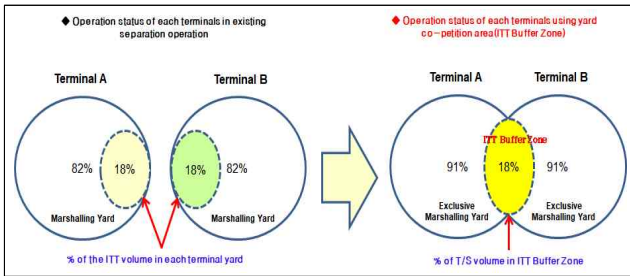 ◆ Operation status of each terminals in existing
separation operation
◆ Operation status of each terminals using yard
co-petition area(ITT Buffer Zone)
Terminal A
Terminal B
82%
18%
18%
82%
Marshalling Yard
Marshalling Yard
% of the ITT volume in each terminal yard
Terminal A
Terminal B
ITT Buffer Zone
91%
18%
91%
Exclusive
Marshalling Yard
Exclusive
Marshalling Yard
% of T/S volume in ITT Buffer Zone